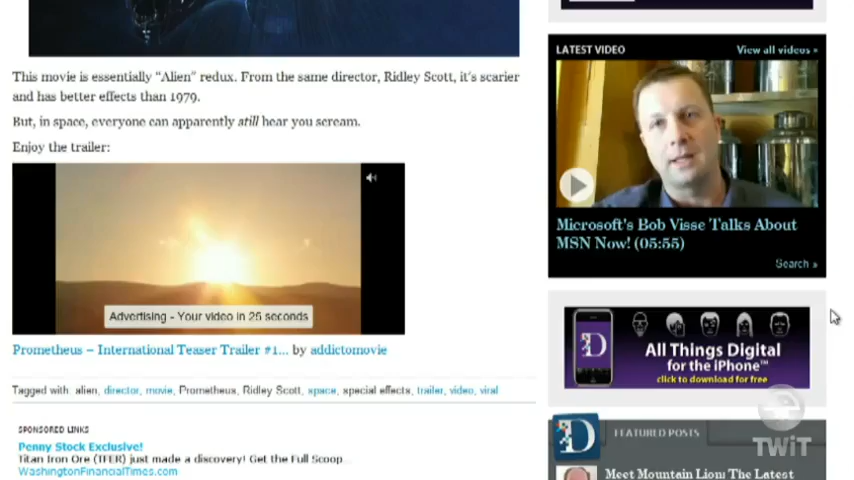 This movie is essentially "Alien" redux. From the same director, Ridley Scott, it's scarier
and has better effects than 1979.
But, in space, everyone can apparently still hear you scream.
Enjoy the trailer:
Advertising - Your video in 25 seconds
Prometheus – International Teaser Trailer #1... by addictomovie
Tagged with: alien, director, movie, Prometheus, Ridley Scott, space, special effects, trailer, video, viral
SPONSORED LINKS
Penny Stock Exclusive!
Titan Iron Ore (TFER) just made a discovery! Get the Full Scoop...
WashingtonFinancialTimes.com
LATEST VIDEO
View all videos »
Microsoft's Bob Visse Talks About
MSN Now! (05:55)
Search »
D
All Things Digital
for the iPhone™
click to download for free
D
FEATURED POSTS
Meet Mountain Lion: The Latest
TWiT